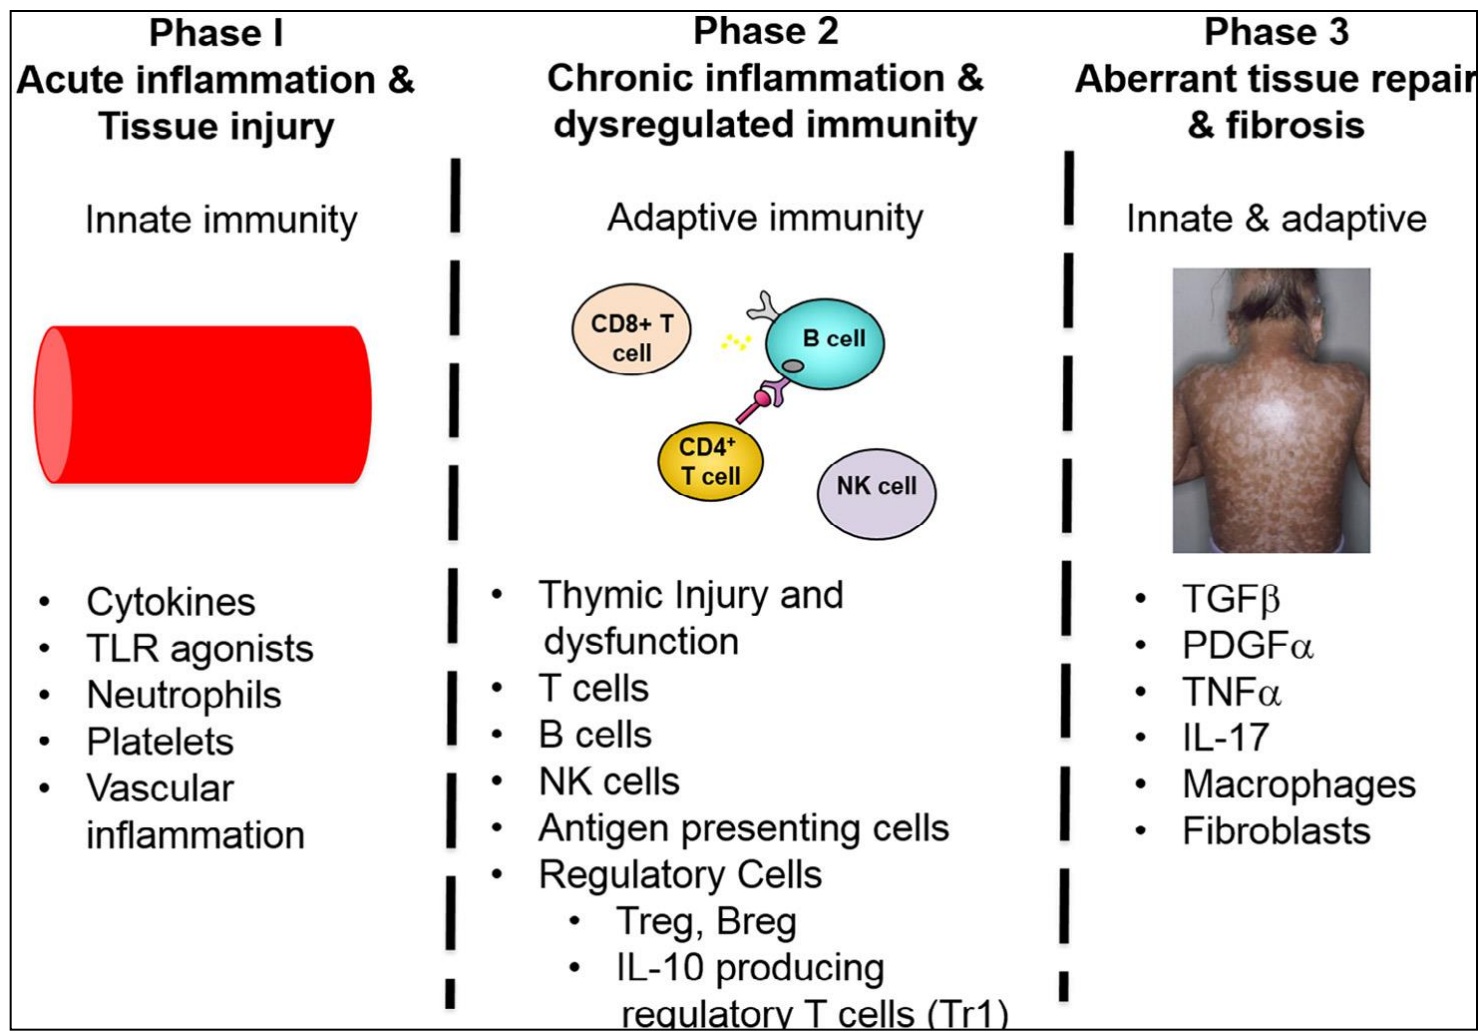 Phase I
Acute inflammation &
Tissue injury
Innate immunity
• Cytokines
• TLR agonists
• Neutrophils
• Platelets
• Vascular
inflammation
Phase 2
Chronic inflammation &
dysregulated immunity
Adaptive immunity
CD8+ T
cell
B cell
CD4⁺
T cell
NK cell
• Thymic Injury and
dysfunction
• T cells
• B cells
• NK cells
• Antigen presenting cells
• Regulatory Cells
• Treg, Breg
• IL-10 producing
regulatory T cells (Tr1)
Phase 3
Aberrant tissue repair
& fibrosis
Innate & adaptive
• TGFβ
• PDGFα
• TNFα
• IL-17
• Macrophages
• Fibroblasts